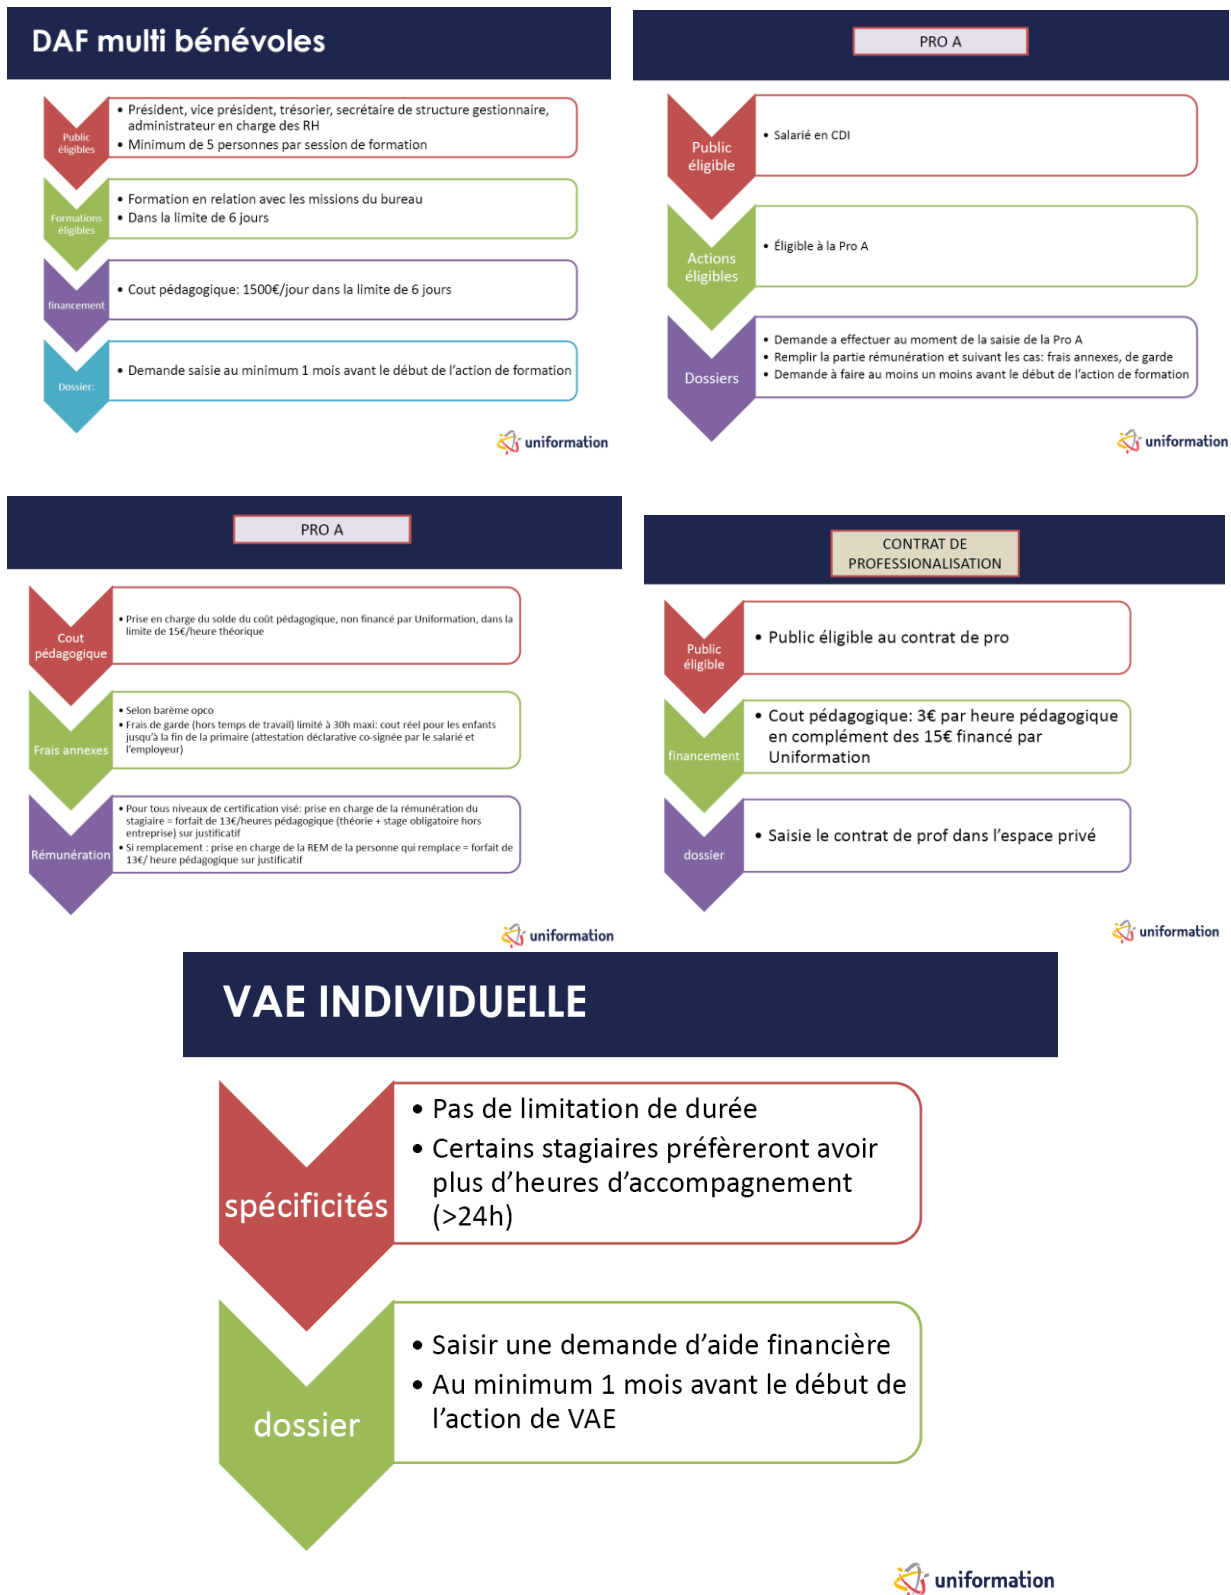 DAF multi bénévoles
Public
éligibles
• Président, vice président, trésorier, secrétaire de structure gestionnaire,
administrateur en charge des RH
• Minimum de 5 personnes par session de formation
Formations
éligibles
• Formation en relation avec les missions du bureau
• Dans la limite de 6 jours
financement
• Cout pédagogique: 1500€/jour dans la limite de 6 jours
Dossier:
• Demande saisie au minimum 1 mois avant le début de l'action de formation
uniformation
PRO A
Public
éligible
• Salarié en CDI
Actions
éligibles
• Éligible à la Pro A
Dossiers
• Demande a effectuer au moment de la saisie de la Pro A
• Remplir la partie rémunération et suivant les cas: frais annexes, de garde
• Demande à faire au moins un moins avant le début de l'action de formation
uniformation
PRO A
Cout
pédagogique
• Prise en charge du solde du coût pédagogique, non financé par Uniformation, dans la
limite de 15€/heure théorique
Frais annexes
• Selon barème opco
• Frais de garde (hors temps de travail) limité à 30h maxi: cout réel pour les enfants
jusqu'à la fin de la primaire (attestation déclarative co-signée par le salarié et
l'employeur)
Rémunération
• Pour tous niveaux de certification visé: prise en charge de la rémunération du
stagiaire = forfait de 13€/heures pédagogique (théorie + stage obligatoire hors
entreprise) sur justificatif
• Si remplacement : prise en charge de la REM de la personne qui remplace = forfait de
13€/ heure pédagogique sur justificatif
uniformation
CONTRAT DE
PROFESSIONALISATION
Public
éligible
• Public éligible au contrat de pro
financement
• Cout pédagogique: 3€ par heure pédagogique
en complément des 15€ financé par
Uniformation
dossier
• Saisie le contrat de prof dans l'espace privé
uniformation
VAE INDIVIDUELLE
spécificités
• Pas de limitation de durée
• Certains stagiaires préfèreront avoir
plus d'heures d'accompagnement
(>24h)
dossier
• Saisir une demande d'aide financière
• Au minimum 1 mois avant le début de
l'action de VAE
uniformation